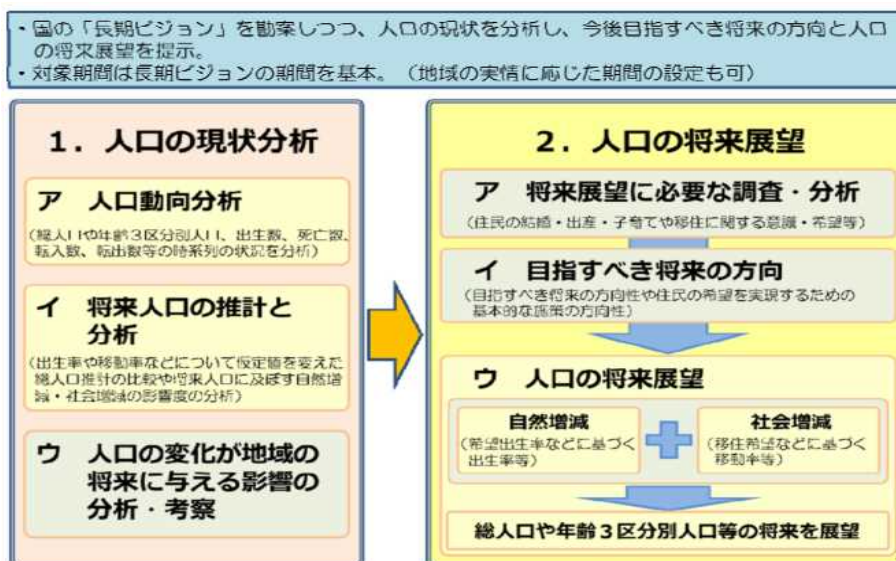 ・国の「長期ビジョン」を勘案しつつ、人口の現状を分析し、今後目指すべき将来の方向と人口
の将来展望を提示。
・対象期間は長期ビジョンの期間を基本。（地域の実情に応じた期間の設定も可）
１．人口の現状分析
ア　人口動向分析
(総人口や年齢３区分別人口、出生数、死亡数、
転入数、転出数等の時系列の状況を分析)
イ　将来人口の推計と
分析
(出生率や移動率などについて仮定値を変えた
総人口推計の比較や将来人口に及ぼす自然増
減・社会増減の影響度の分析)
ウ　人口の変化が地域の
将来に与える影響の
分析・考察
２．人口の将来展望
ア　将来展望に必要な調査・分析
(住民の結婚・出産・子育てや移住に関する意識・希望等)
イ　目指すべき将来の方向
(目指すべき将来の方向性や住民の希望を実現するための
基本的な施策の方向性)
ウ　人口の将来展望
自然増減
(希望出生率などに基づく
出生率等)
社会増減
(移住希望などに基づく
移動率等)
総人口や年齢３区分別人口等の将来を展望